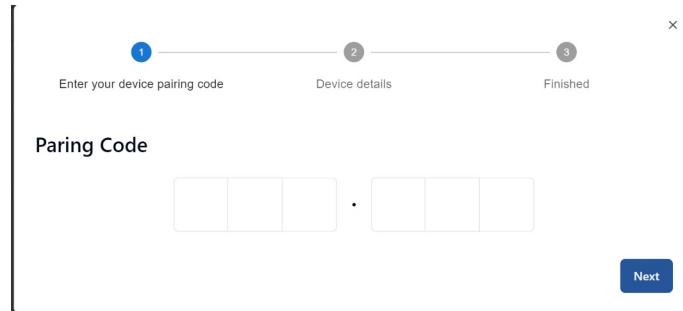 ×
1 2 3
Enter your device pairing code Device details Finished
Paring Code
·
Next